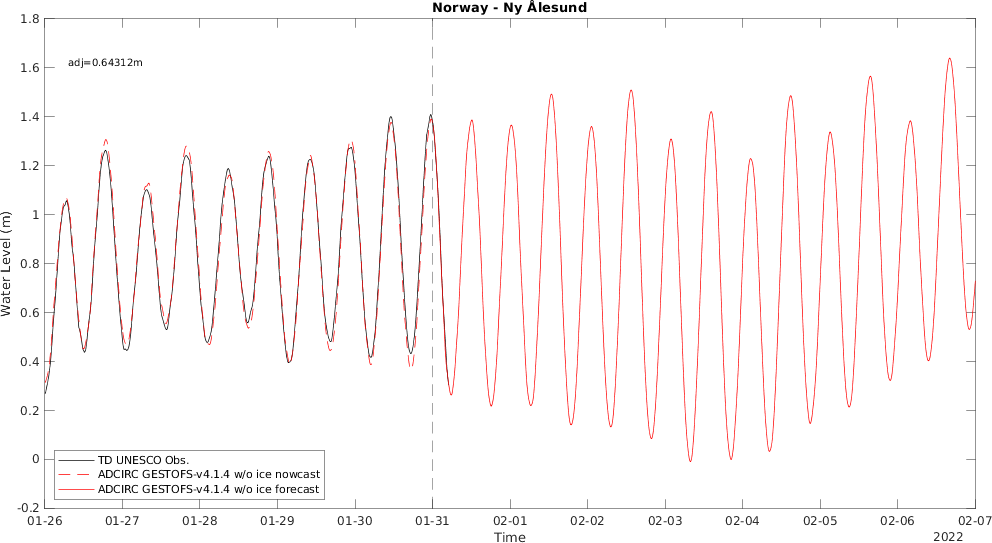 Norway - Ny Ålesund
adj=0.64312m
Water Level (m)
1.8
1.6
1.4
1.2
1
0.8
0.6
0.4
0.2
0
-0.2
TD UNESCO Obs.
ADCIRC GESTOFS-v4.1.4 w/o ice nowcast
ADCIRC GESTOFS-v4.1.4 w/o ice forecast
01-26 01-27 01-28 01-29 01-30 01-31 02-01 02-02 02-03 02-04 02-05 02-06 02-07
Time
2022